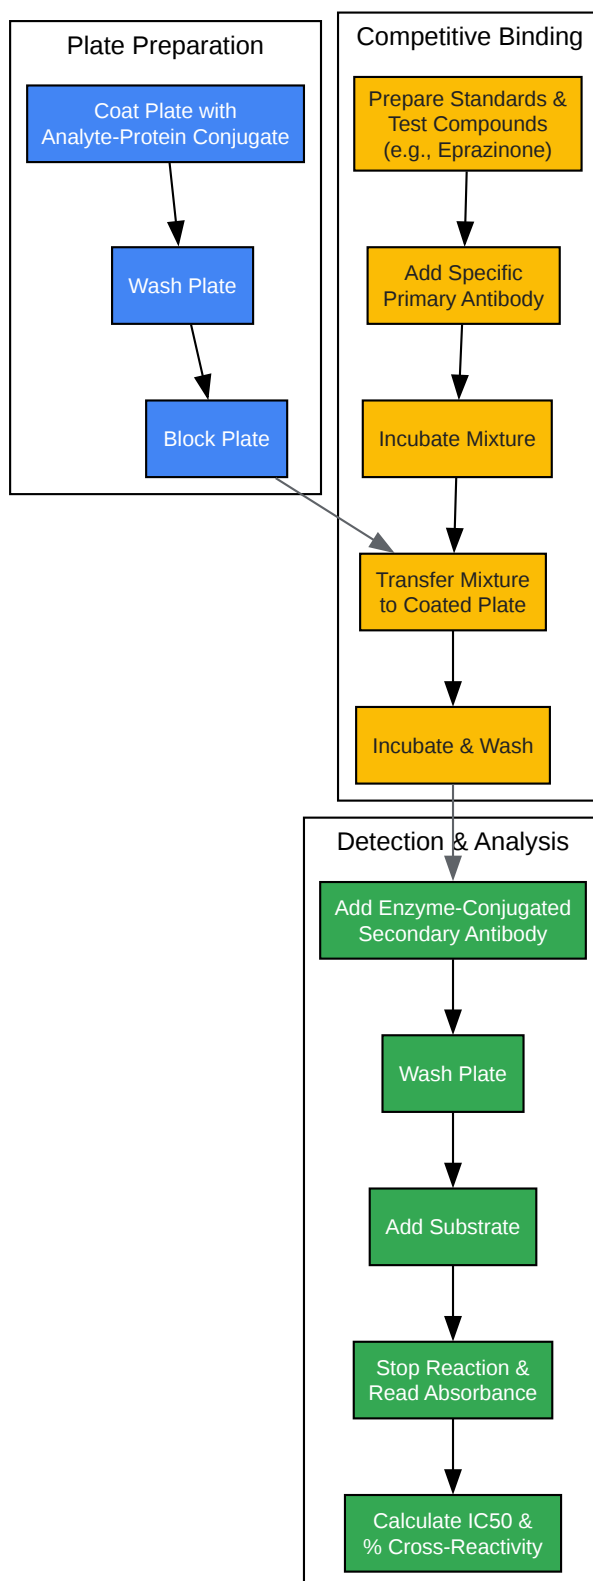 Plate Preparation
Coat Plate with
Analyte-Protein Conjugate
Wash Plate
Block Plate
Competitive Binding
Prepare Standards &
Test Compounds
(e.g., Eprazinone)
Add Specific
Primary Antibody
Incubate Mixture
Transfer Mixture
to Coated Plate
Incubate & Wash
Detection & Analysis
Add Enzyme-Conjugated
Secondary Antibody
Wash Plate
Add Substrate
Stop Reaction &
Read Absorbance
Calculate IC50 &
% Cross-Reactivity